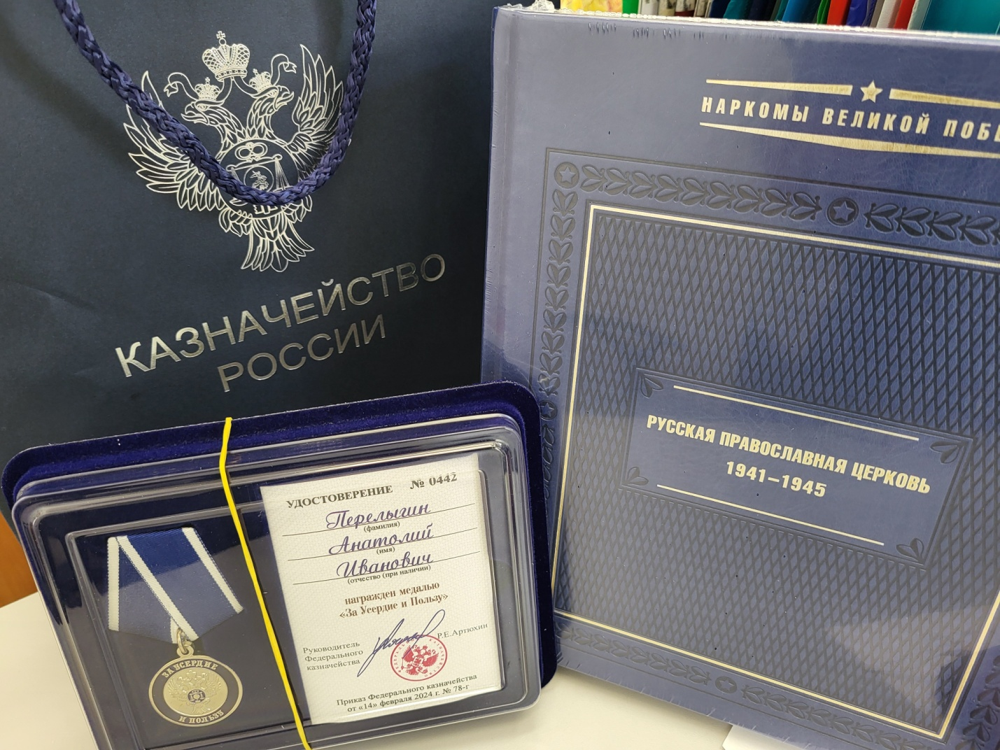 КАЗНАЧЕЙСТВО
РОССИИ
НАРКОМЫ ВЕЛИКОЙ
РУССКАЯ ПРАВОСЛАВНАЯ ЦЕРКОВЬ
1941–1945
УДОСТОВЕРЕНИЕ № 0442
Перелыгин
(фамилия)
Анатолий
(имя)
Иванович
(отчество (при наличии)
награжден медалью
«За Усердие и Пользу»
Руководитель
Федерального
казначейства
Р.Е.Артюхин
Приказ Федерального казначейства
от «14» февраля 2024 г. № 78-г
ЗА УСЕРДИЕ
И ПОЛЬЗУ